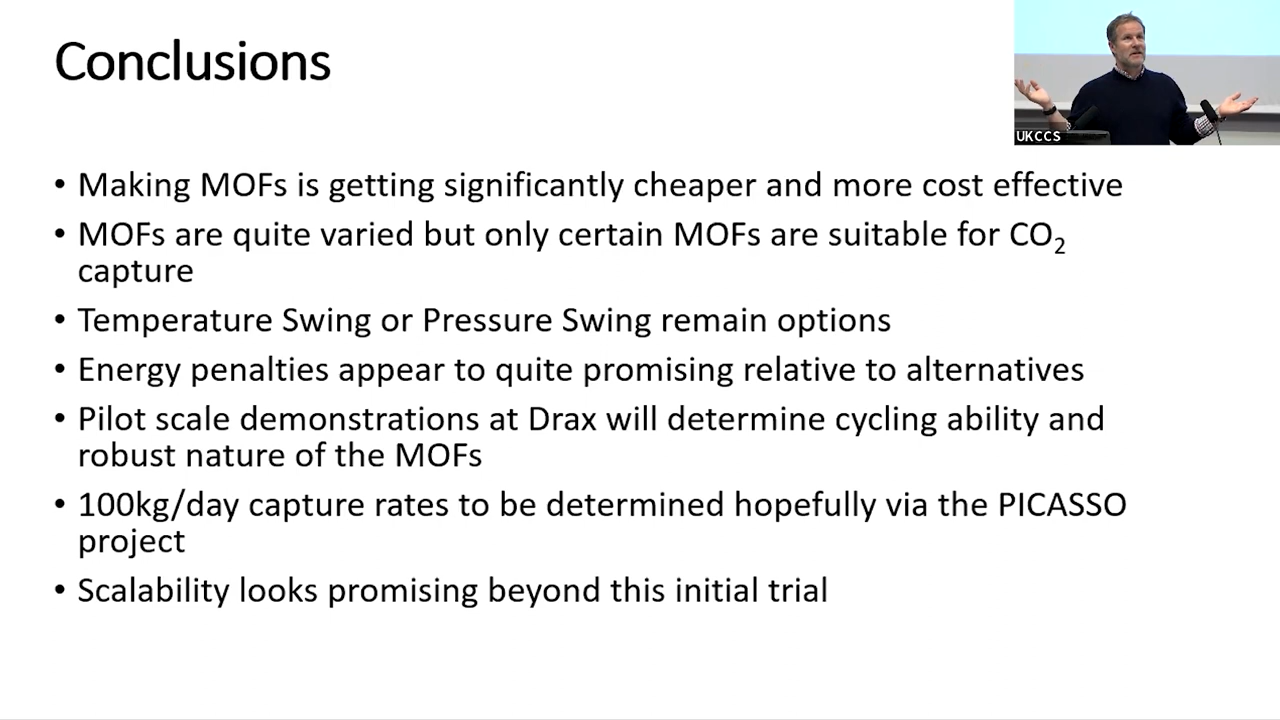 Conclusions
UKCCS
• Making MOFs is getting significantly cheaper and more cost effective
• MOFs are quite varied but only certain MOFs are suitable for CO₂
capture
• Temperature Swing or Pressure Swing remain options
• Energy penalties appear to quite promising relative to alternatives
• Pilot scale demonstrations at Drax will determine cycling ability and
robust nature of the MOFs
• 100kg/day capture rates to be determined hopefully via the PICASSO
project
• Scalability looks promising beyond this initial trial